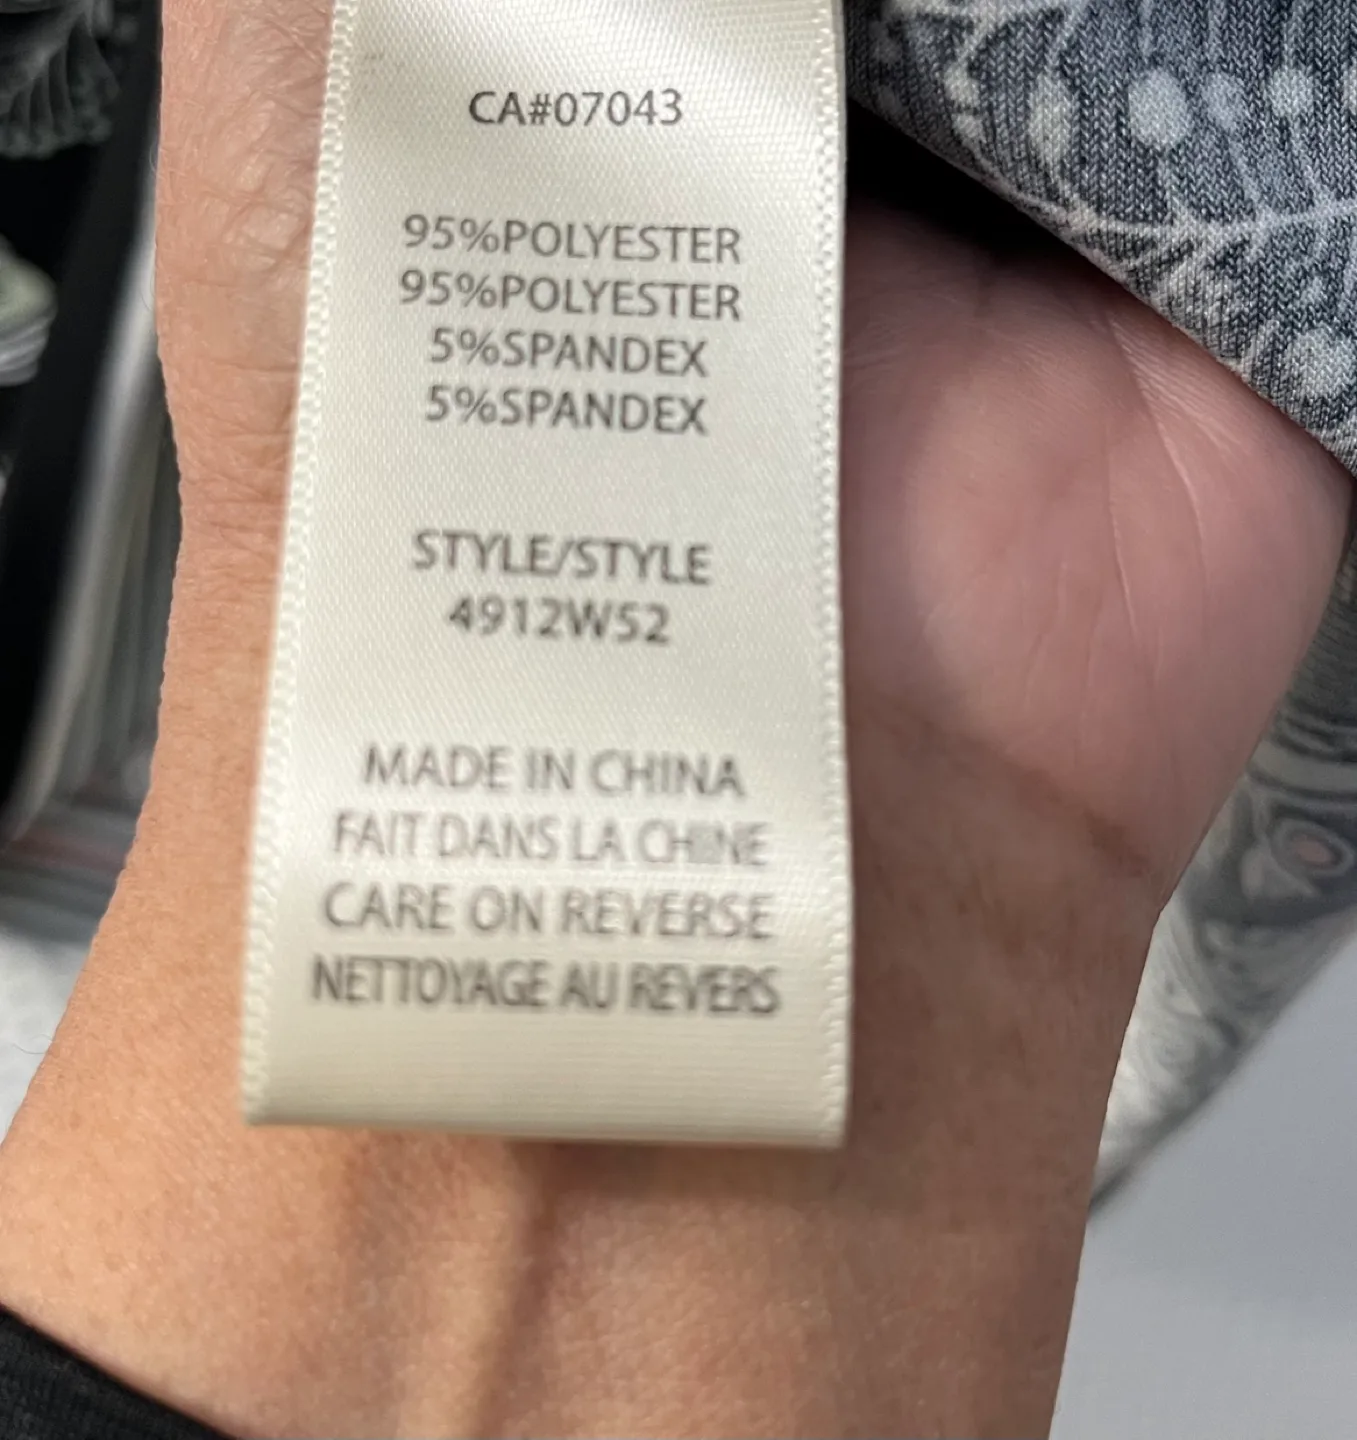 CA#07043
95%POLYESTER
95%POLYESTER
5%SPANDEX
5%SPANDEX
STYLE/STYLE
4912W52
MADE IN CHINA
FAIT DANS LA CHINE
CARE ON REVERSE
NETTOYAGE AU REVERS